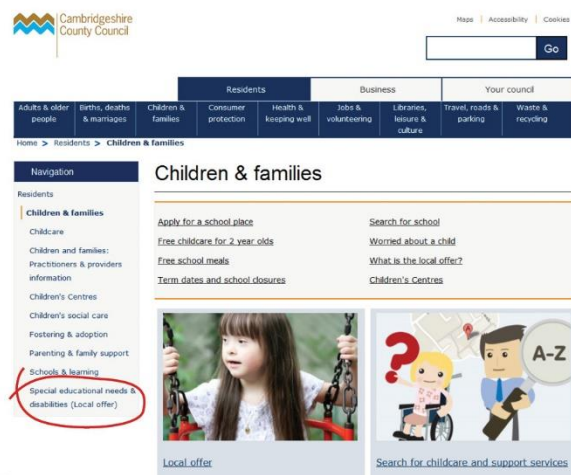 Cambridgeshire
County Council
Maps | Accessibility | Cookies
Go
Residents
Business
Your council
Adults & older
people
Births, deaths
& marriages
Children &
families
Consumer
protection
Health &
keeping well
Jobs &
volunteering
Libraries,
leisure &
culture
Travel, roads &
parking
Waste &
recycling
Home > Residents > Children & families
Navigation
Residents
Children & families
Childcare
Children and families:
Practitioners & providers
information
Children's Centres
Children's social care
Fostering & adoption
Parenting & family support
Schools & learning
Special educational needs &
disabilities (Local offer)
Children & families
Apply for a school place
Free childcare for 2 year olds
Free school meals
Term dates and school closures
Search for school
Worried about a child
What is the local offer?
Children's Centres
?
A
A-Z
Local offer
Search for childcare and support services